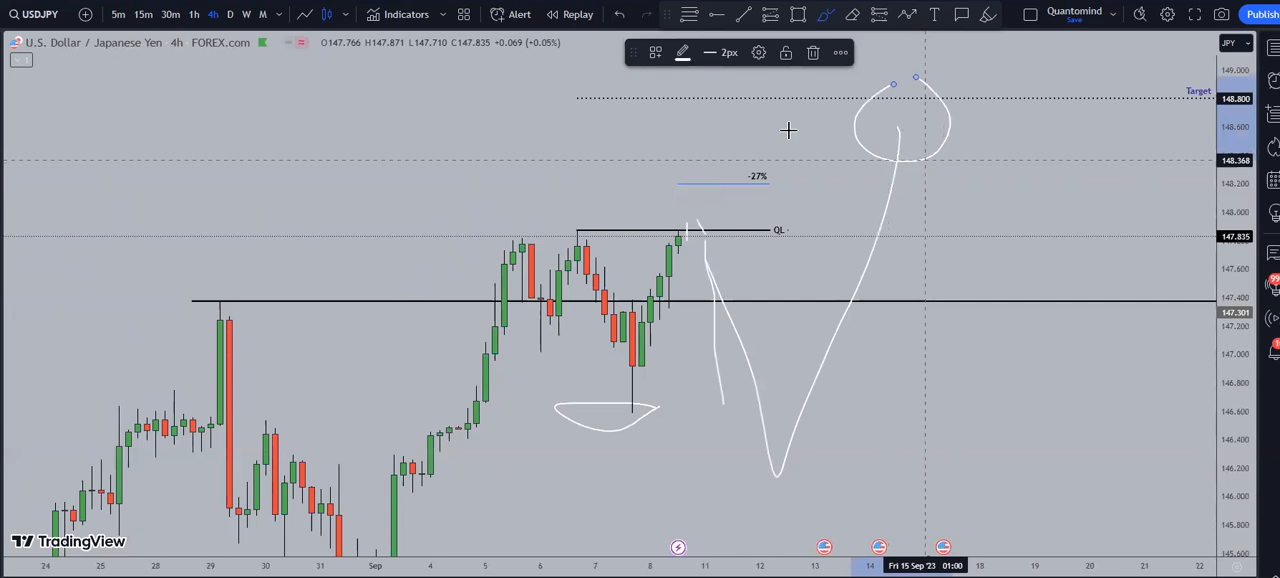 USDJPY 5m 15m 30m 1h 4h D W M Indicators Alert Replay Quantomind Save Publish
U.S. Dollar / Japanese Yen 4h FOREX.com O147.766 H147.871 L147.710 C147.835 +0.069 (+0.05%)
2px
JPY
149.000
Target
148.800
148.600
148.368
-27%
148.200
148.000
QL
147.835
147.600
147.400
147.301
147.200
147.000
146.800
146.600
146.400
146.200
146.000
145.800
145.600
TradingView
24 25 28 29 30 31 Sep 4 5 6 7 8 11 12 13 14 Fri 15 Sep '23 01:00 18 19 20 21 22